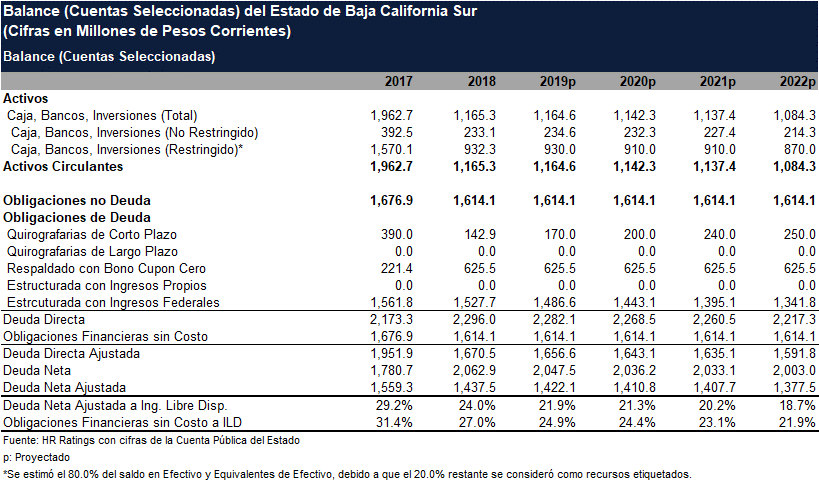 Balance (Cuentas Seleccionadas) del Estado de Baja California Sur
(Cifras en Millones de Pesos Corrientes)
Balance (Cuentas Seleccionadas)
2017 2018 2019p 2020p 2021p 2022p
Activos
Caja, Bancos, Inversiones (Total) 1,962.7 1,165.3 1,164.6 1,142.3 1,137.4 1,084.3
Caja, Bancos, Inversiones (No Restringido) 392.5 233.1 234.6 232.3 227.4 214.3
Caja, Bancos, Inversiones (Restringido)* 1,570.1 932.3 930.0 910.0 910.0 870.0
Activos Circulantes 1,962.7 1,165.3 1,164.6 1,142.3 1,137.4 1,084.3
Obligaciones no Deuda 1,676.9 1,614.1 1,614.1 1,614.1 1,614.1 1,614.1
Obligaciones de Deuda
Quirografarias de Corto Plazo 390.0 142.9 170.0 200.0 240.0 250.0
Quirografarias de Largo Plazo 0.0 0.0 0.0 0.0 0.0 0.0
Respaldado con Bono Cupon Cero 221.4 625.5 625.5 625.5 625.5 625.5
Estructurada con Ingresos Propios 0.0 0.0 0.0 0.0 0.0 0.0
Estrcuturada con Ingresos Federales 1,561.8 1,527.7 1,486.6 1,443.1 1,395.1 1,341.8
Deuda Directa 2,173.3 2,296.0 2,282.1 2,268.5 2,260.5 2,217.3
Obligaciones Financieras sin Costo 1,676.9 1,614.1 1,614.1 1,614.1 1,614.1 1,614.1
Deuda Directa Ajustada 1,951.9 1,670.5 1,656.6 1,643.1 1,635.1 1,591.8
Deuda Neta 1,780.7 2,062.9 2,047.5 2,036.2 2,033.1 2,003.0
Deuda Neta Ajustada 1,559.3 1,437.5 1,422.1 1,410.8 1,407.7 1,377.5
Deuda Neta Ajustada a Ing. Libre Disp. 29.2% 24.0% 21.9% 21.3% 20.2% 18.7%
Obligaciones Financieras sin Costo a ILD 31.4% 27.0% 24.9% 24.4% 23.1% 21.9%
Fuente: HR Ratings con cifras de la Cuenta Pública del Estado
p: Proyectado
*Se estimó el 80.0% del saldo en Efectivo y Equivalentes de Efectivo, debido a que el 20.0% restante se consideró como recursos etiquetados.